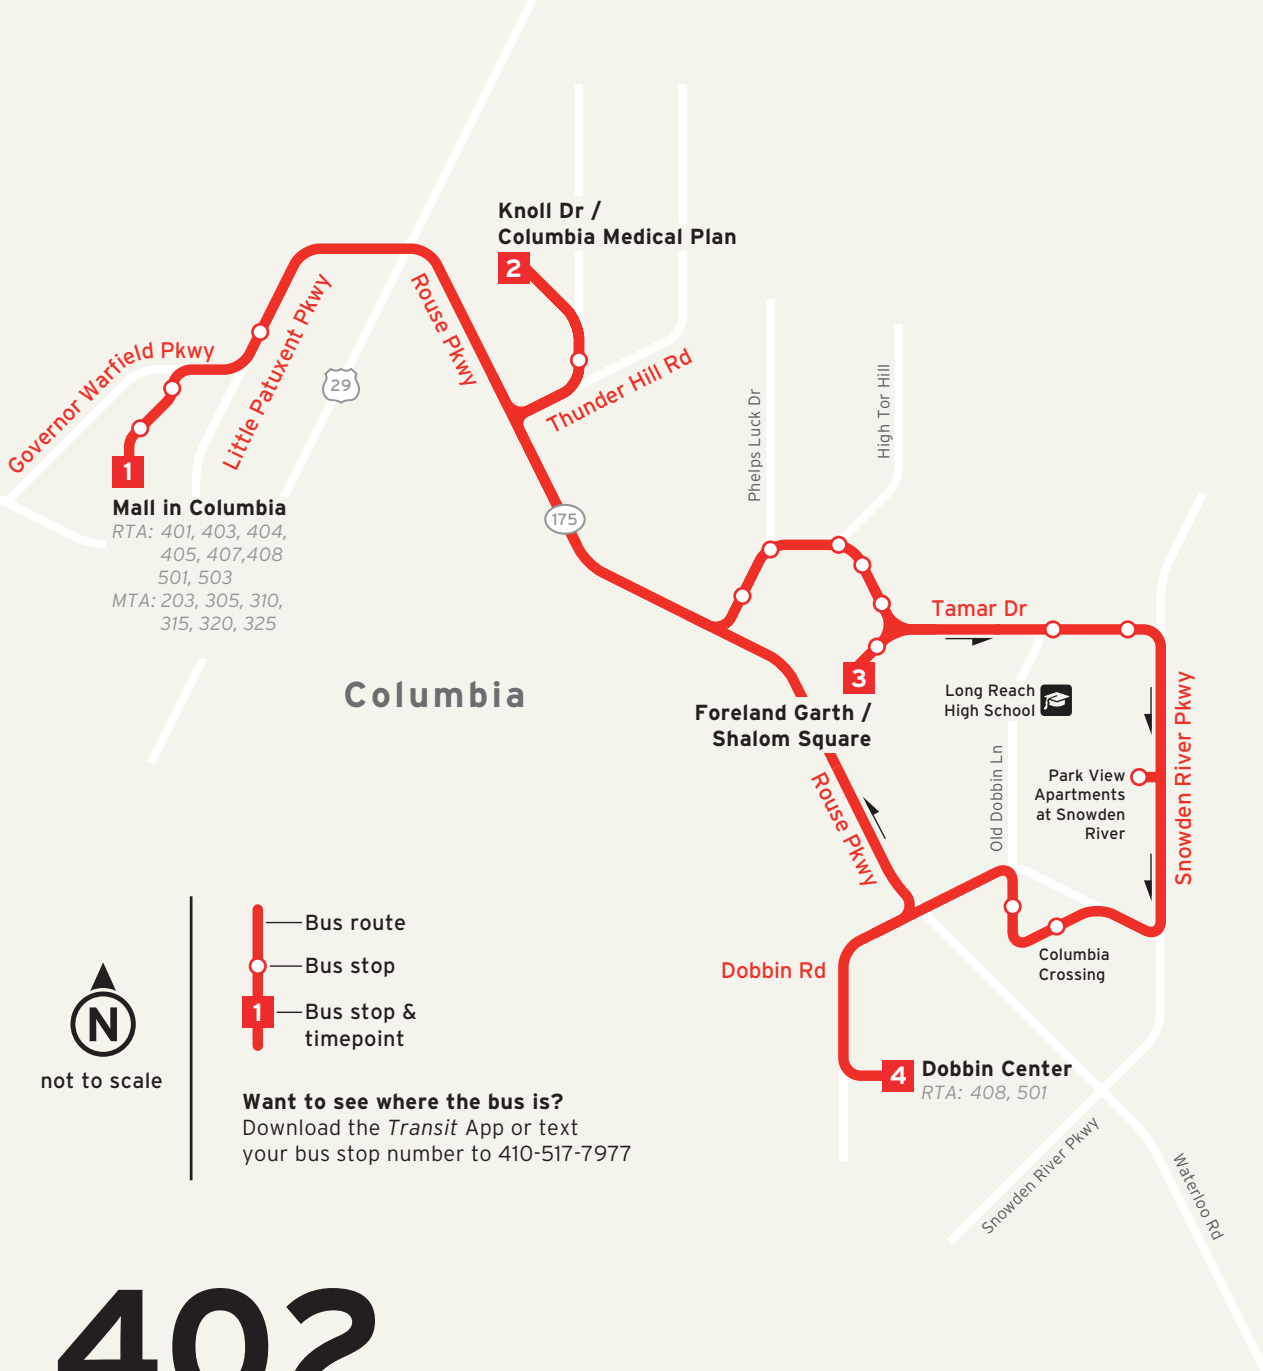 Knoll Dr /
Columbia Medical Plan
2
Governor Warfield Pkwy
Little Patuxent Pkwy
Rouse Pkwy
Thunder Hill Rd
29
1
Mall in Columbia
RTA: 401, 403, 404,
405, 407,408
501, 503
MTA: 203, 305, 310,
315, 320, 325
175
Phelps Luck Dr
High Tor Hill
Tamar Dr
3
Foreland Garth /
Shalom Square
Columbia
Long Reach
High School
Snowden River Pkwy
Old Dobbin Ln
Park View
Apartments
at Snowden
River
Rouse Pkwy
Columbia
Crossing
Dobbin Rd
4
Dobbin Center
RTA: 408, 501
Snowden River Pkwy
Waterloo Rd
N
not to scale
Bus route
Bus stop
1
Bus stop &
timepoint
Want to see where the bus is?
Download the Transit App or text
your bus stop number to 410-517-7977
402